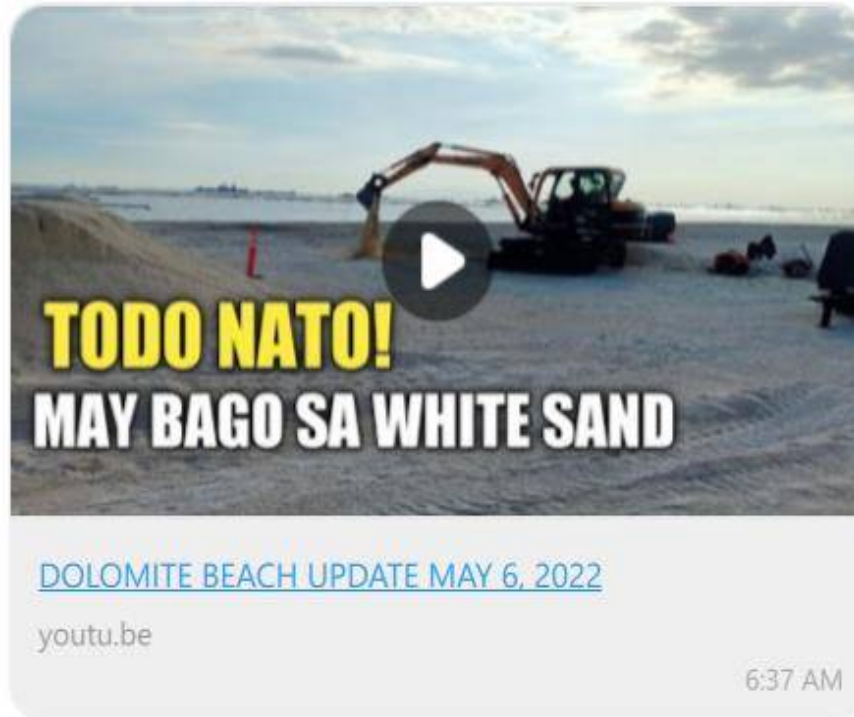 TODO NATO!
MAY BAGO SA WHITE SAND
DOLOMITE BEACH UPDATE MAY 6, 2022
youtu.be
6:37 AM